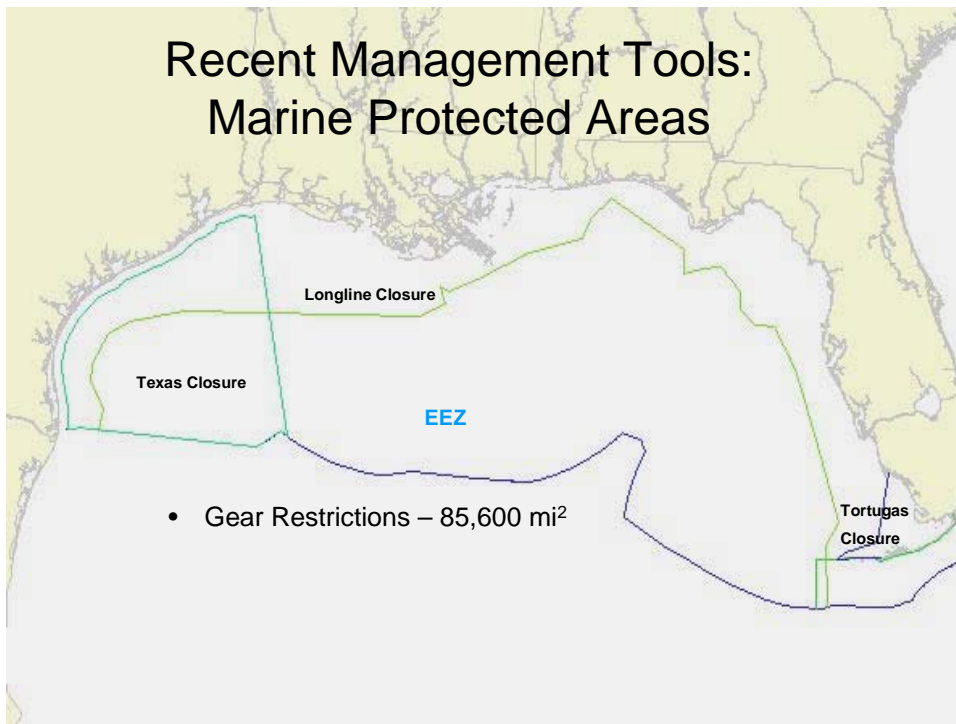 Recent Management Tools:
Marine Protected Areas
Longline Closure
Texas Closure
EEZ
• Gear Restrictions – 85,600 mi²
Tortugas
Closure